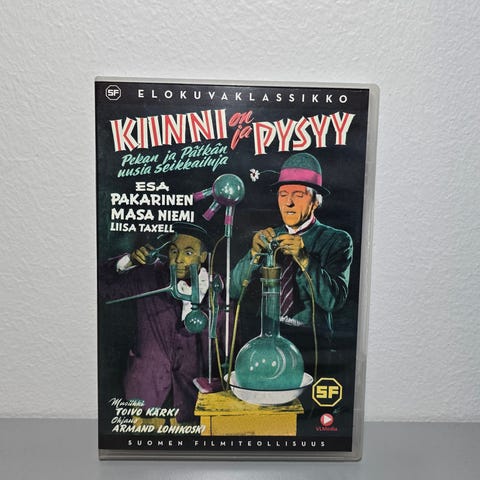 SF ELOKUVAKLASSIKKO
KIINNI on ja PYSYY
Pekan ja Pätkän
uusia seikkailuja
ESA
PAKARINEN
MASA NIEMI
LIISA TAXELL
SF
Musiikki
TOIVO KÄRKI
Ohjaus
ARMAND LOHIKOSKI
VLMedia
SUOMEN FILMITEOLLISUUS